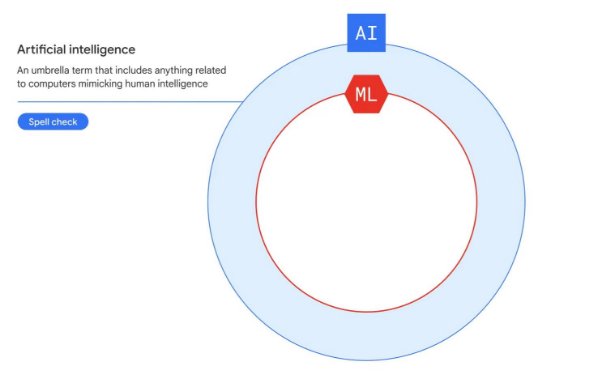 AI
Artificial intelligence
An umbrella term that includes anything related
to computers mimicking human intelligence
ML
Spell check